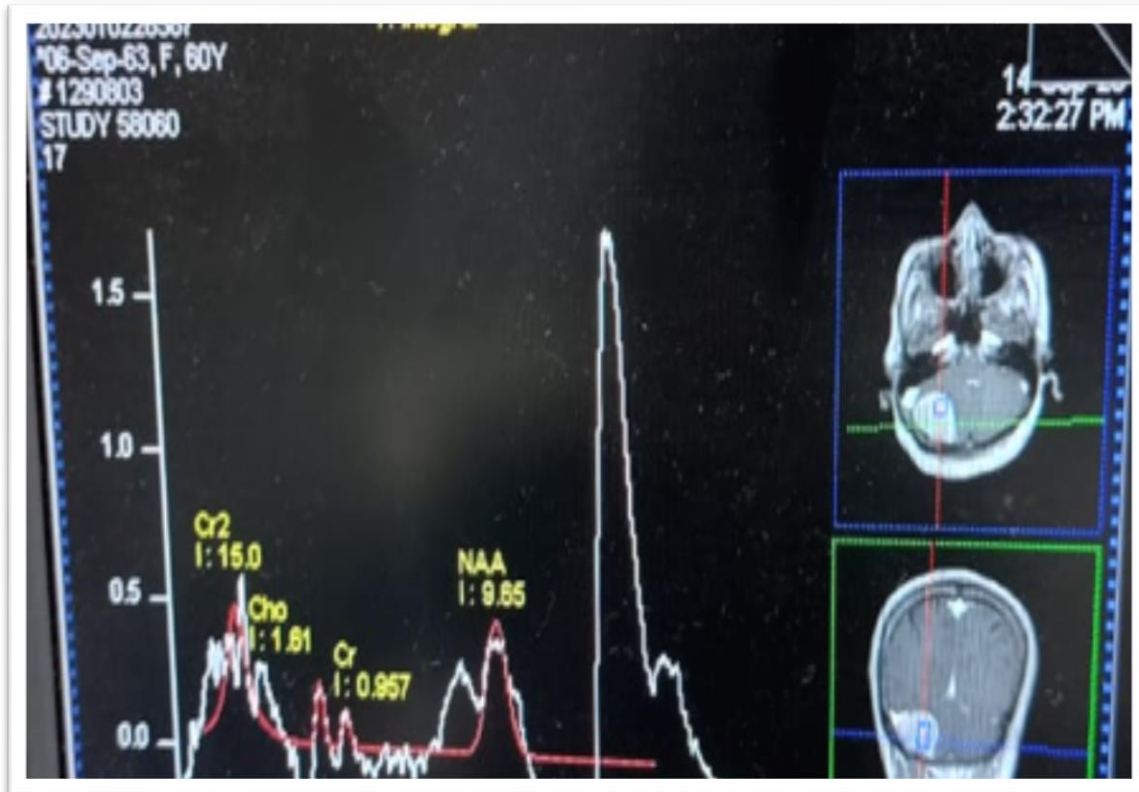 *06-Sep-63, F, 60Y
# 1290803
STUDY 58060
17
2:32:27 PM
1.5
1.0
Cr2
I: 15.0
0.5
NAA
I: 9.65
Cho
I: 1.61
Cr
I: 0.957
0.0